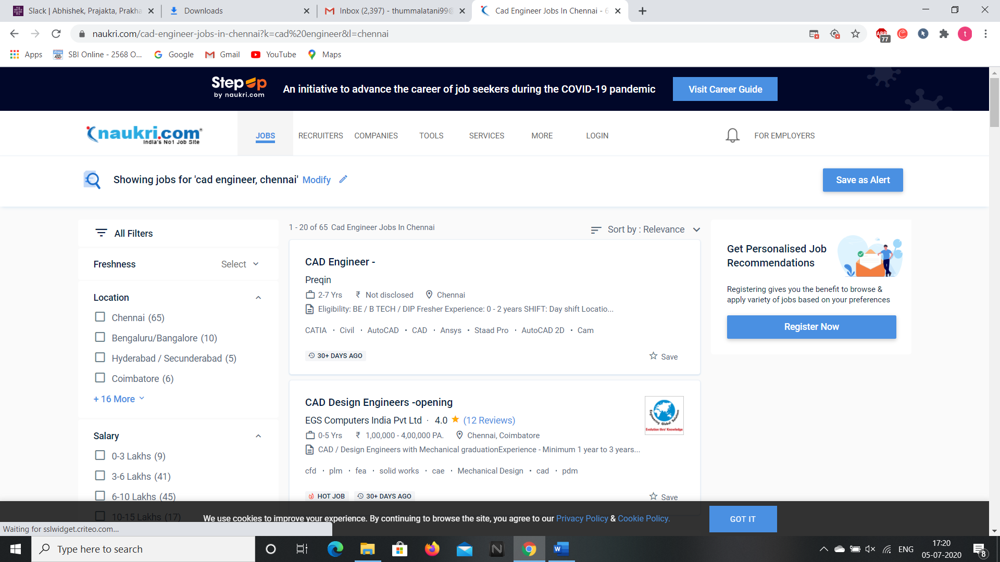 Slack | Abhishek, Prajakta, Prakha
Downloads
Inbox (2,397) - thummalatani99@
Cad Engineer Jobs In Chennai - 6
naukri.com/cad-engineer-jobs-in-chennai?k=cad%20engineer&l=chennai
ABP
77
t
Apps
SBI Online - 2568 O...
Google
Gmail
YouTube
Maps
StepUp
by naukri.com
An initiative to advance the career of job seekers during the COVID-19 pandemic
Visit Career Guide
naukri.com
India's No1 Job Site
JOBS
RECRUITERS
COMPANIES
TOOLS
SERVICES
MORE
LOGIN
FOR EMPLOYERS
Showing jobs for 'cad engineer, chennai' Modify
Save as Alert
All Filters
Freshness
Select
Location
Chennai (65)
Bengaluru/Bangalore (10)
Hyderabad / Secunderabad (5)
Coimbatore (6)
+ 16 More
Salary
0-3 Lakhs (9)
3-6 Lakhs (41)
6-10 Lakhs (45)
10-15 Lakhs (17)
1 - 20 of 65 Cad Engineer Jobs In Chennai
Sort by : Relevance
CAD Engineer -
Preqin
2-7 Yrs ₹ Not disclosed Chennai
Eligibility: BE / B TECH / DIP Fresher Experience: 0 - 2 years SHIFT: Day shift Locatio...
CATIA · Civil · AutoCAD · CAD · Ansys · Staad Pro · AutoCAD 2D · Cam
30+ DAYS AGO
Save
CAD Design Engineers -opening
EGS Computers India Pvt Ltd · 4.0 ★ (12 Reviews)
0-5 Yrs ₹ 1,00,000 - 4,00,000 PA. Chennai, Coimbatore
CAD / Design Engineers with Mechanical graduationExperience - Minimum 1 year to 3 years...
cfd · plm · fea · solid works · cae · Mechanical Design · cad · pdm
HOT JOB
30+ DAYS AGO
Save
Engineering Global Solutions
Evolution thro' Knowledge
Get Personalised Job
Recommendations
Registering gives you the benefit to browse &
apply variety of jobs based on your preferences
Register Now
We use cookies to improve your experience. By continuing to browse the site, you agree to our Privacy Policy & Cookie Policy.
GOT IT
Waiting for sslwidget.criteo.com...
Type here to search
N
W
ENG
17:20
05-07-2020
8